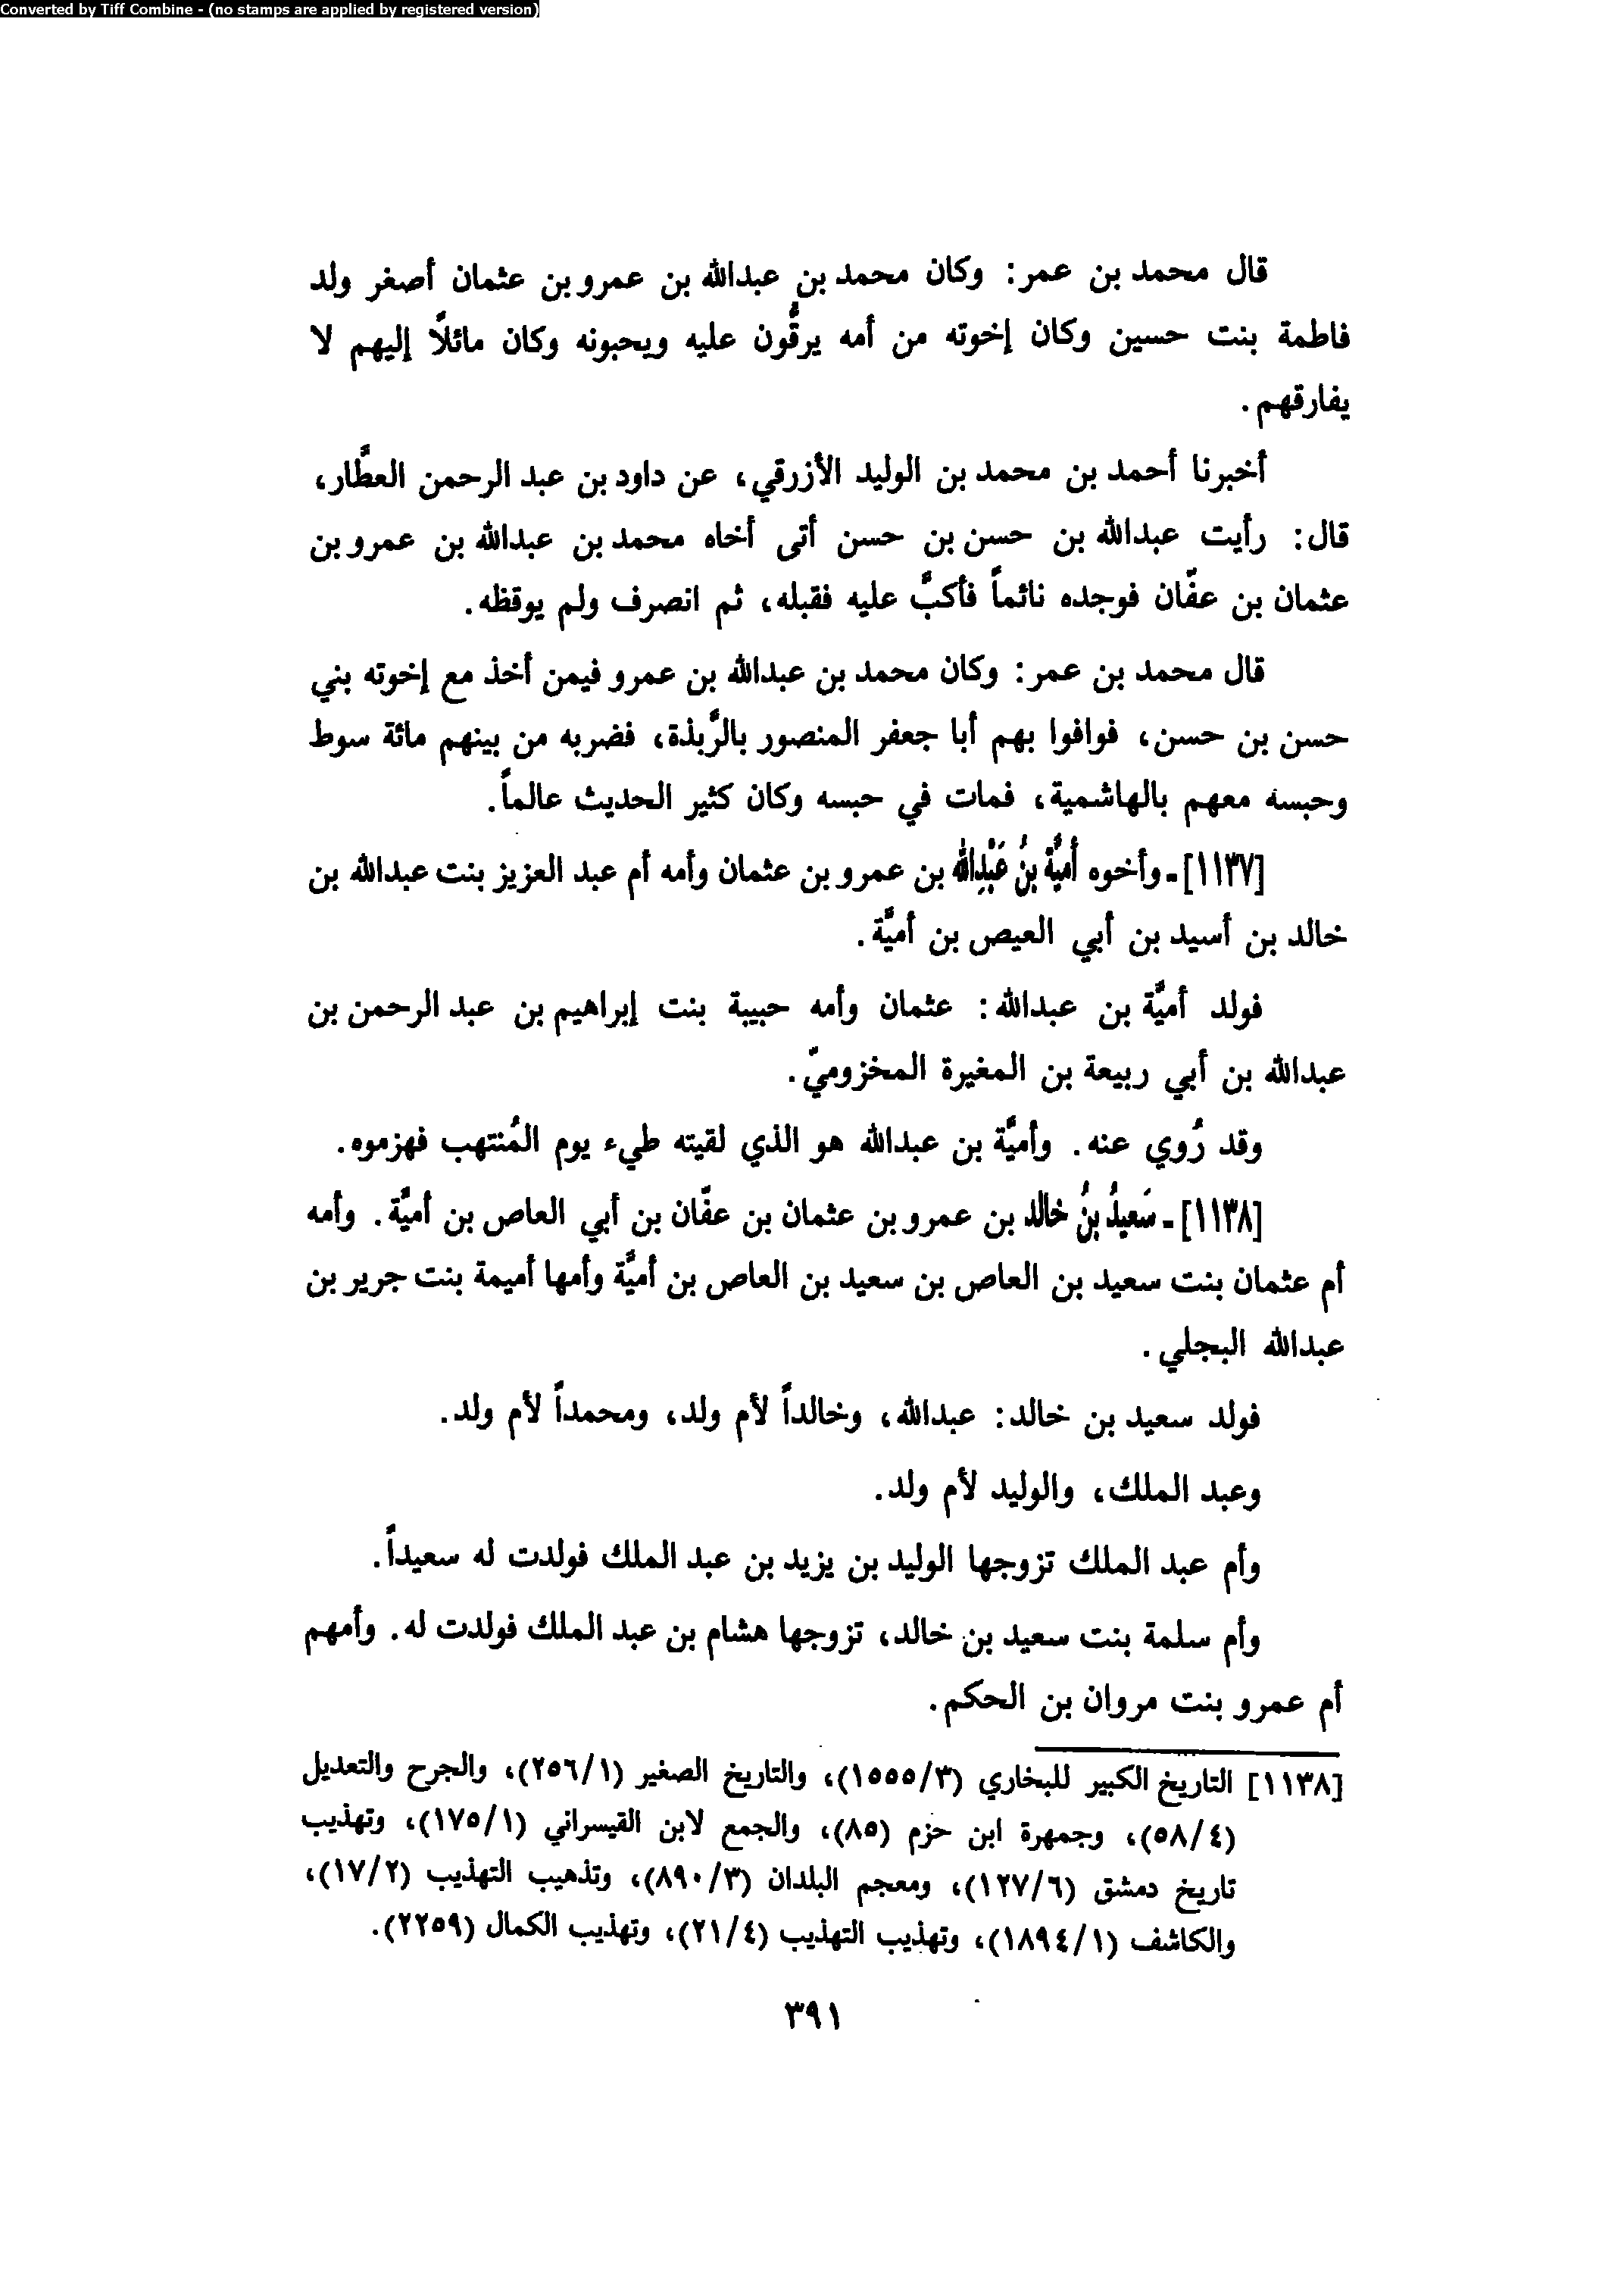 Converted by Tiff Combine - (no stamps are applied by registered version)
قال محمد بن عمر: وكان محمد بن عبدالله بن عمرو بن عثمان أصغر ولد
فاطمة بنت حسين وكان إخوته من أمه يرقُّون عليه ويحبونه وكان مائلًا إليهم لا
يفارقهم.
أخبرنا أحمد بن محمد بن الوليد الأزرقي، عن داود بن عبد الرحمن العطَّار،
قال: رأيت عبدالله بن حسن بن حسن أتى أخاه محمد بن عبدالله بن عمرو بن
عثمان بن عفّان فوجده نائماً فأكبَّ عليه فقبله، ثم انصرف ولم يوقظه.
قال محمد بن عمر: وكان محمد بن عبدالله بن عمرو فيمن أخذ مع إخوته بني
حسن بن حسن، فوافوا بهم أبا جعفر المنصور بالرَّبذة، فضربه من بينهم مائة سوط
وحبسه معهم بالهاشمية، فمات في حبسه وكان كثير الحديث عالماً.
[١١٣٧] - وأخوه أُميَّةُ بنُ عَبْدِالله بن عمرو بن عثمان وأمه أم عبد العزيز بنت عبدالله بن
خالد بن أسيد بن أبي العيص بن أميَّة.
فولد أميَّة بن عبدالله: عثمان وأمه حبيبة بنت إبراهيم بن عبد الرحمن بن
عبدالله بن أبي ربيعة بن المغيرة المخزوميّ.
وقد رُوي عنه. وأميَّة بن عبدالله هو الذي لقيته طيء يوم المُنتهب فهزموه.
[١١٣٨] - سَعيدُ بنُ خالد بن عمرو بن عثمان بن عفّان بن أبي العاص بن أميَّة. وأمه
أم عثمان بنت سعيد بن العاص بن سعيد بن العاص بن أميَّة وأمها أميمة بنت جرير بن
عبدالله البجلي.
فولد سعيد بن خالد: عبدالله، وخالداً لأم ولد، ومحمداً لأم ولد.
وعبد الملك، والوليد لأم ولد.
وأم عبد الملك تزوجها الوليد بن يزيد بن عبد الملك فولدت له سعيداً.
وأم سلمة بنت سعيد بن خالد، تزوجها هشام بن عبد الملك فولدت له. وأمهم
أم عمرو بنت مروان بن الحكم.
[١١٣٨] التاريخ الكبير للبخاري (١٥٥٥/٣)، والتاريخ الصغير (٢٥٦/١)، والجرح والتعديل
(٥٨/٤)، وجمهرة ابن حزم (٨٥)، والجمع لابن القيسراني (١٧٥/١)، وتهذيب
تاريخ دمشق (١٢٧/٦)، ومعجم البلدان (٨٩٠/٣)، وتذهيب التهذيب (١٧/٢)،
والكاشف (١٨٩٤/١)، وتهذيب التهذيب (٢١/٤)، وتهذيب الكمال (٢٢٥٩).
٣٩١